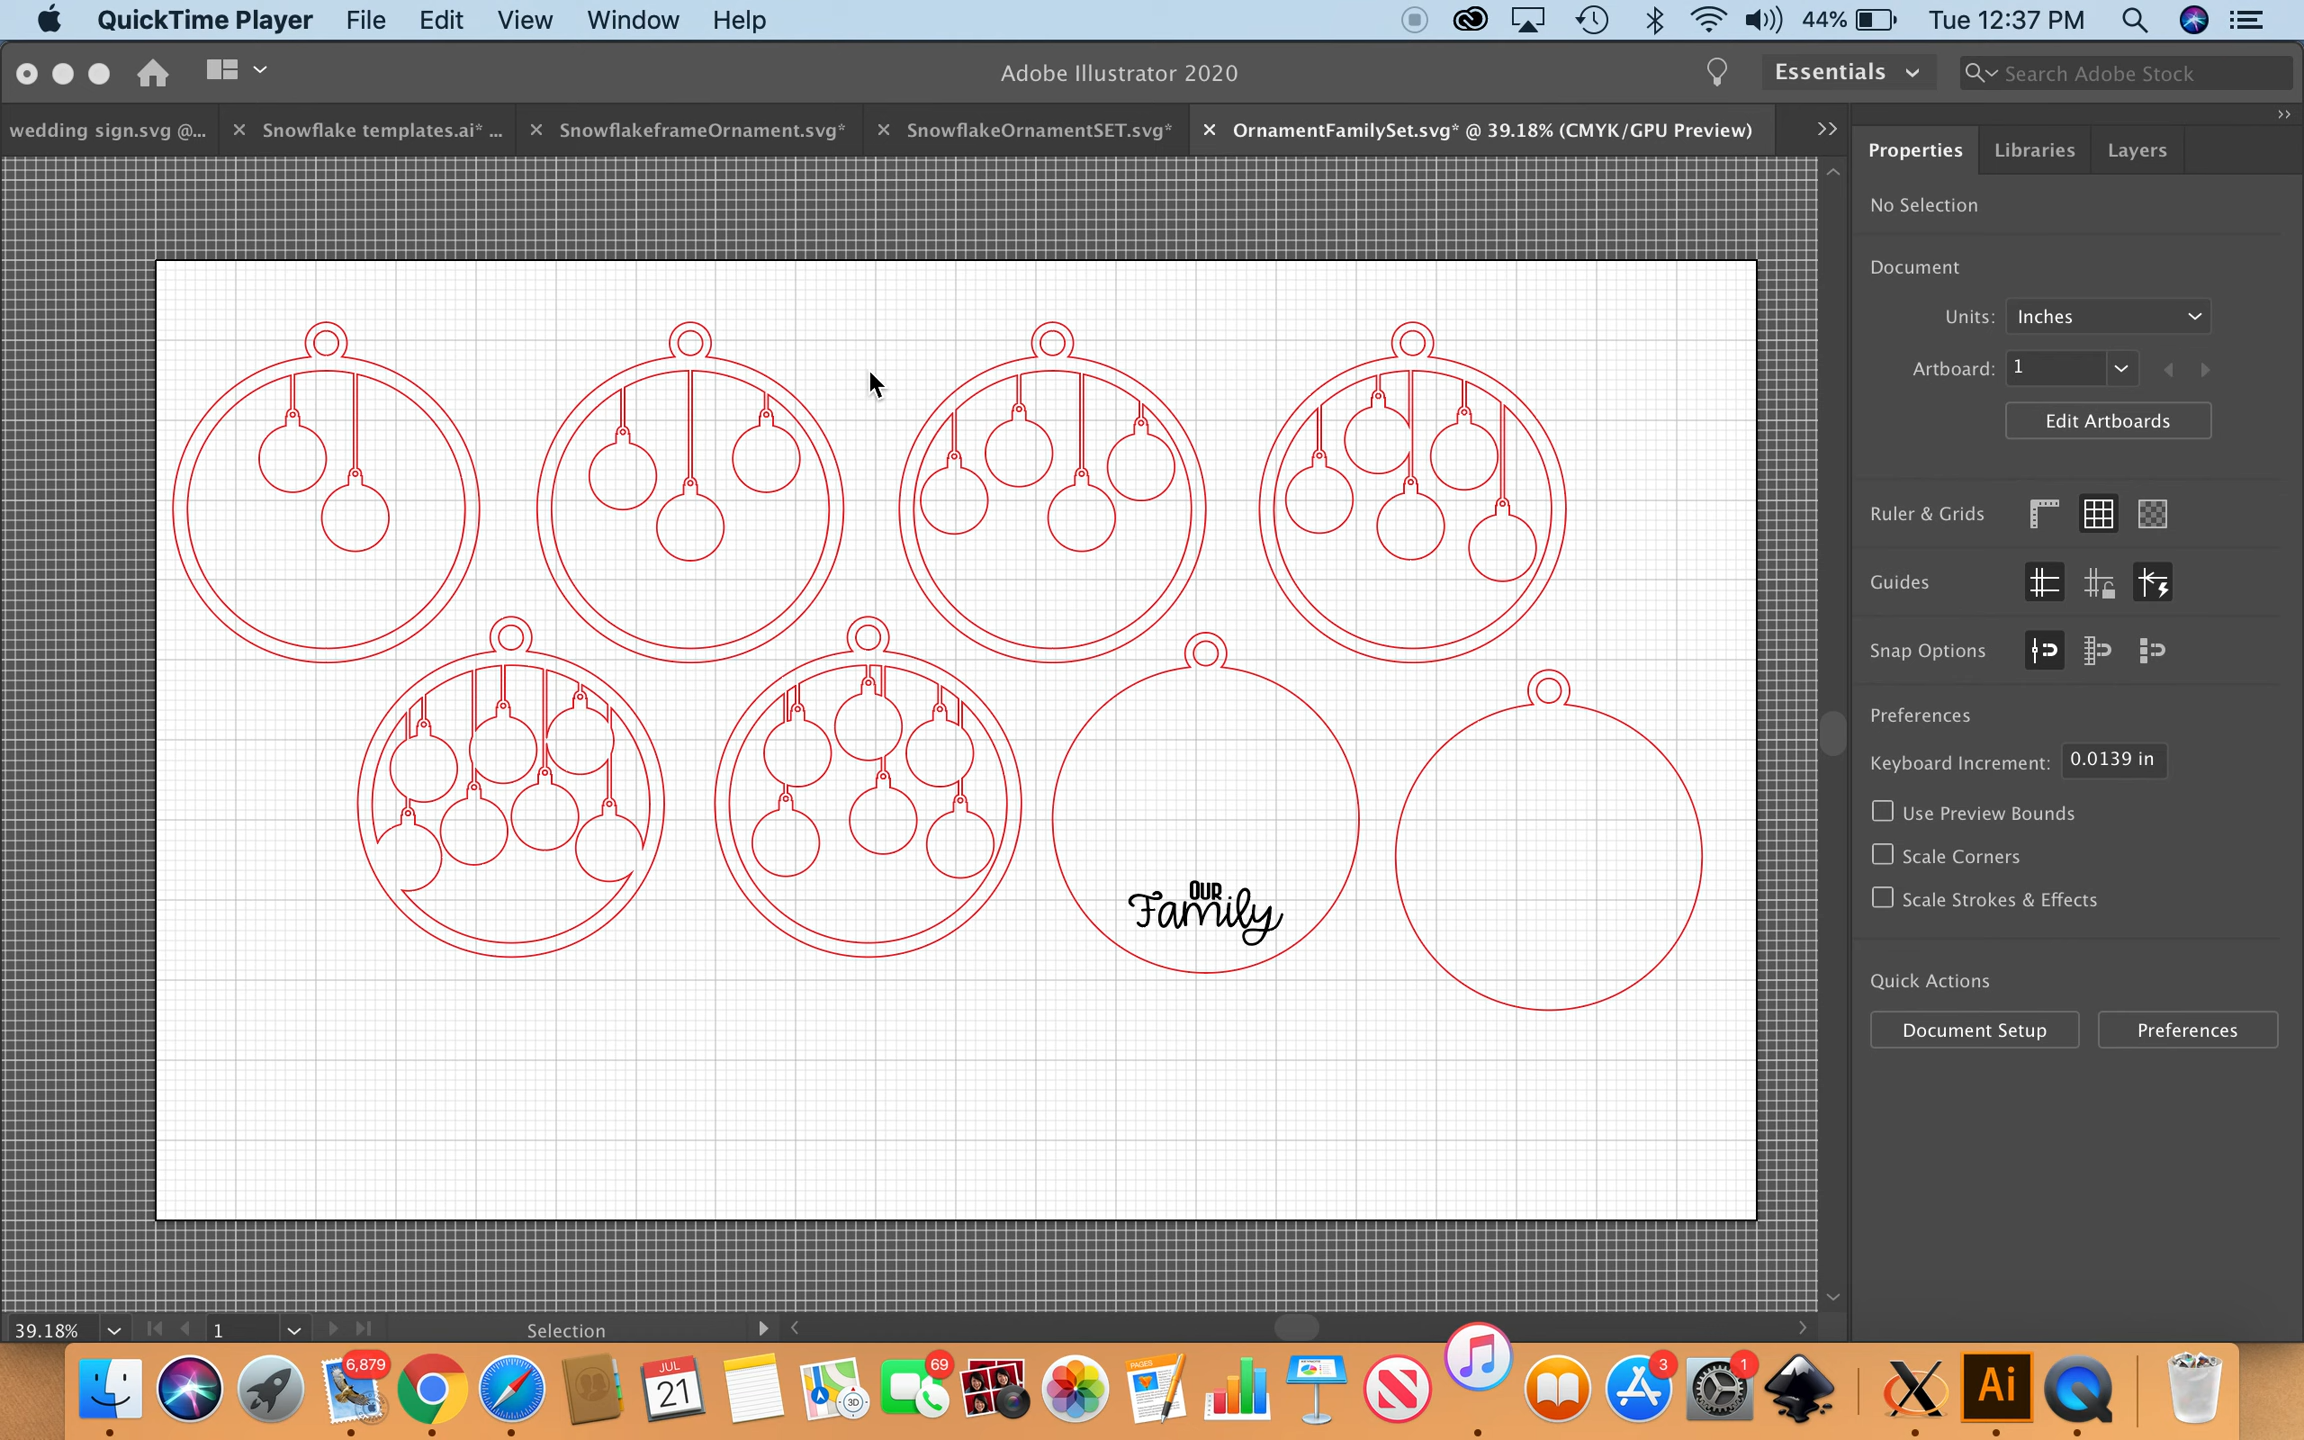 QuickTime Player File Edit View Window Help 44% Tue 12:37 PM
Adobe Illustrator 2020 Essentials Search Adobe Stock
wedding sign.svg @... × Snowflake templates.ai* ... × SnowflakeframeOrnament.svg* × SnowflakeOrnamentSET.svg* × OrnamentFamilySet.svg* @ 39.18% (CMYK/GPU Preview)
Properties Libraries Layers
No Selection
Document
Units: Inches
Artboard: 1
Edit Artboards
Ruler & Grids
Guides
Snap Options
Preferences
Keyboard Increment: 0.0139 in
Use Preview Bounds
Scale Corners
Scale Strokes & Effects
Quick Actions
Document Setup Preferences
OUR
Family
39.18% 1 Selection
6,879 JUL 21 3D 69 PAGES 3 1 Ai